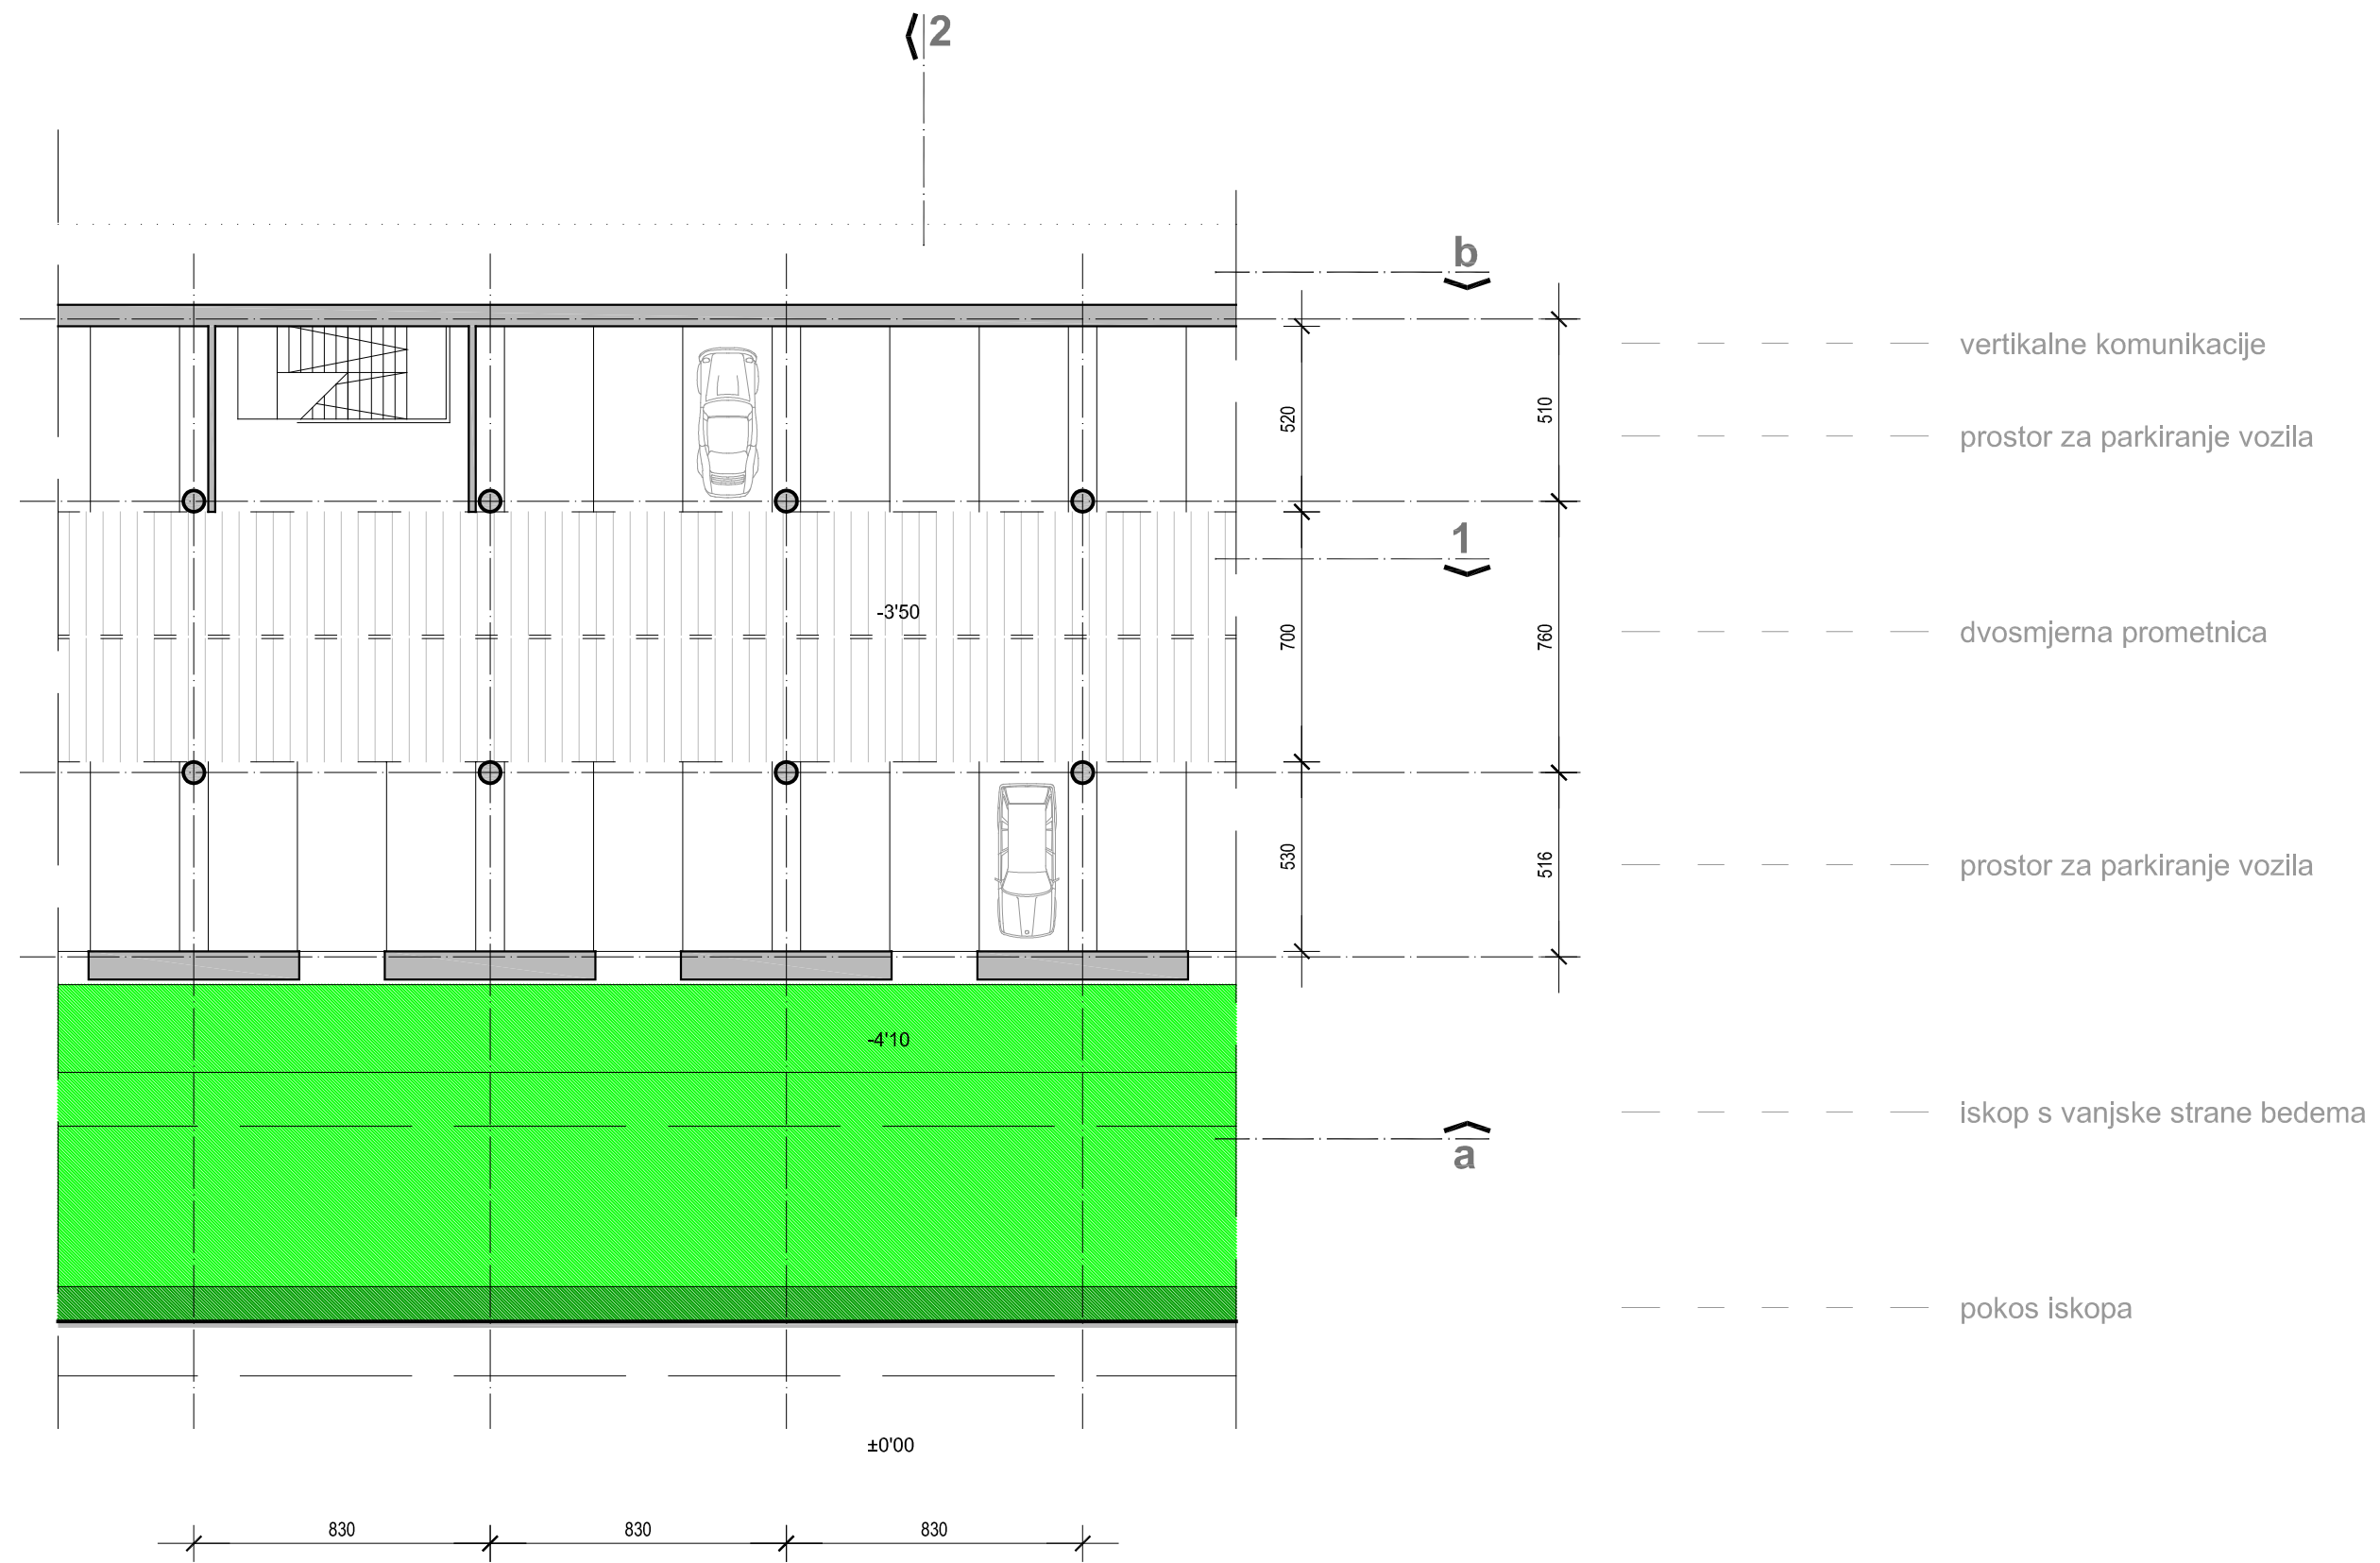 2
b
vertikalne komunikacije
520
510
prostor za parkiranje vozila
1
-3'50
700
760
dvosmjerna prometnica
530
516
prostor za parkiranje vozila
-4'10
iskop s vanjske strane bedema
a
pokos iskopa
±0'00
830
830
830